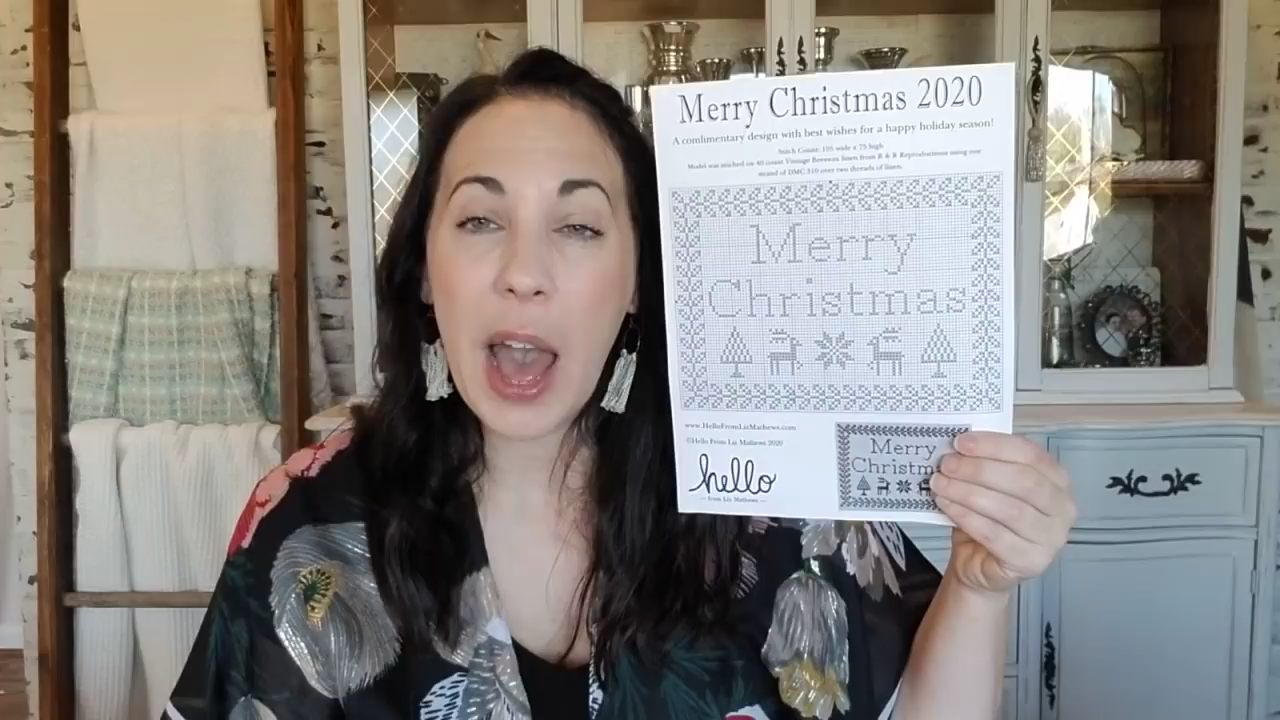 Merry Christmas 2020
A comlimentary design with best wishes for a happy holiday season!
Stitch Count: 105 wide x 75 high
Model was stitched on 40 count Vintage Beeswax linen from R & R Reproductions using one
strand of DMC 310 over two threads of linen.
Merry
Christmas
www.HelloFromLizMathews.com
©Hello From Liz Mathews 2020
hello
— from Liz Mathews —
Merry
Christm